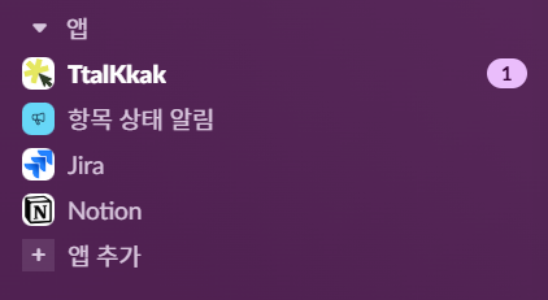 앱
TtalKkak 1
항목 상태 알림
Jira
Notion
앱 추가